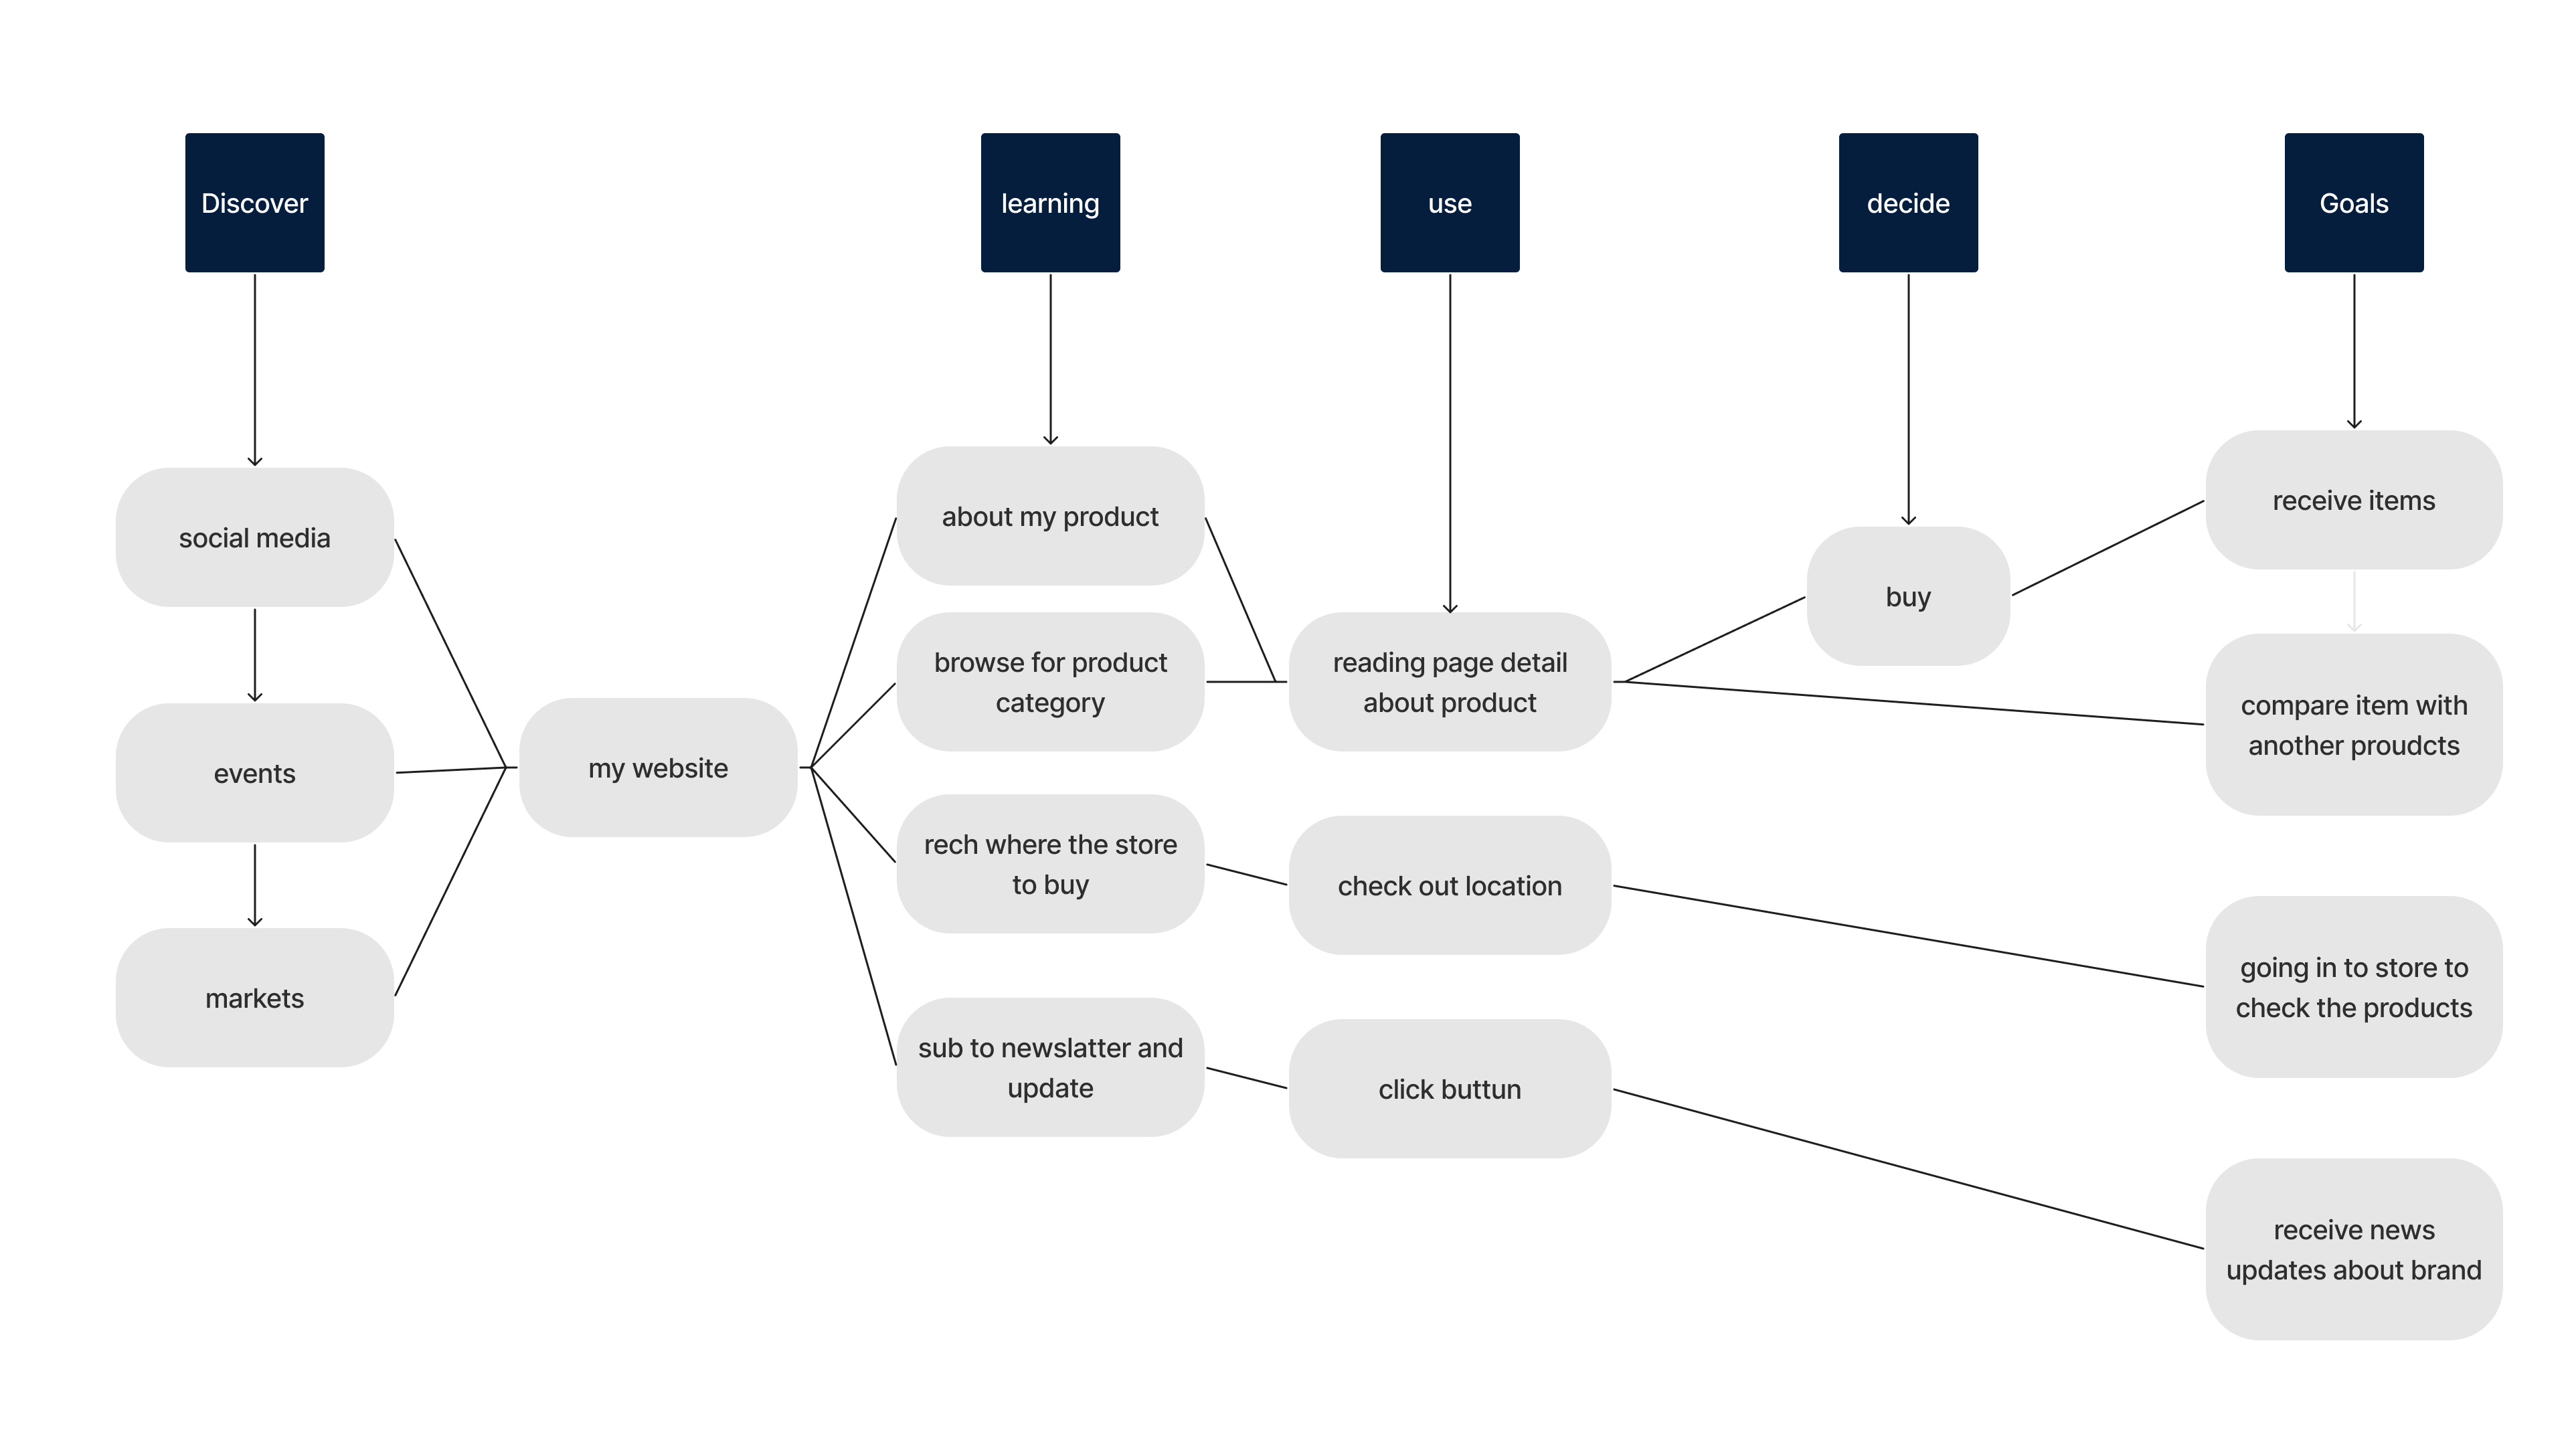 Discover
learning
use
decide
Goals
social media
events
markets
my website
about my product
browse for product
category
rech where the store
to buy
sub to newslatter and
update
reading page detail
about product
check out location
click buttun
buy
receive items
compare item with
another proudcts
going in to store to
check the products
receive news
updates about brand